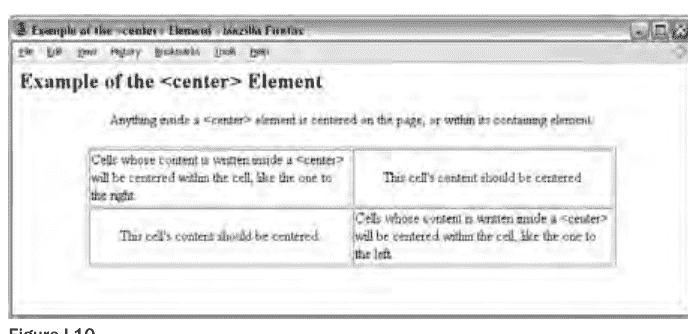 Example of the <center> Element - Mozilla Firefox
File Edit View History Bookmarks Tools Help
Example of the <center> Element
Anything inside a <center> element is centered on the page, or within its containing element.
Cells whose content is written inside a <center>
will be centered within the cell, like the one to
the right.
This cell's content should be centered.
This cell's content should be centered.
Cells whose content is written inside a <center>
will be centered within the cell, like the one to
the left.
Figure I-10